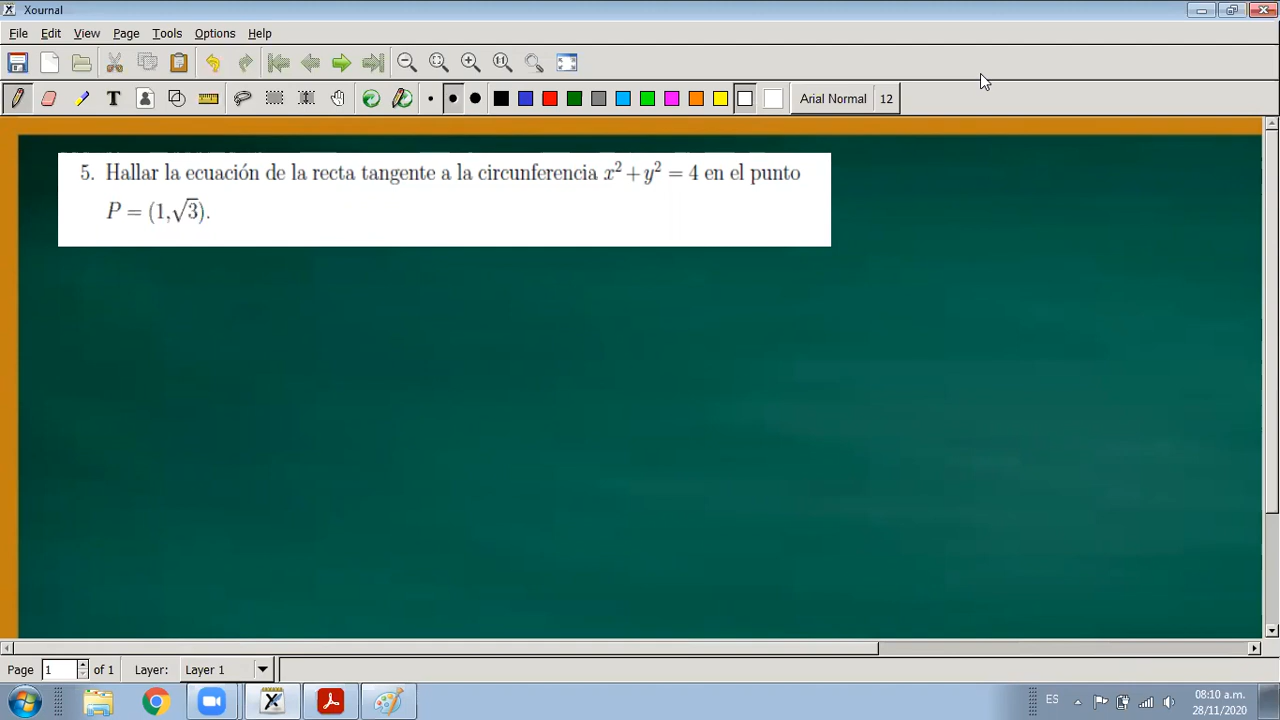 Xournal
File Edit View Page Tools Options Help
Arial Normal 12
5. Hallar la ecuación de la recta tangente a la circunferencia x² + y² = 4 en el punto
P = (1,√3).
Page 1 of 1 Layer: Layer 1
ES 08:10 a.m.
28/11/2020